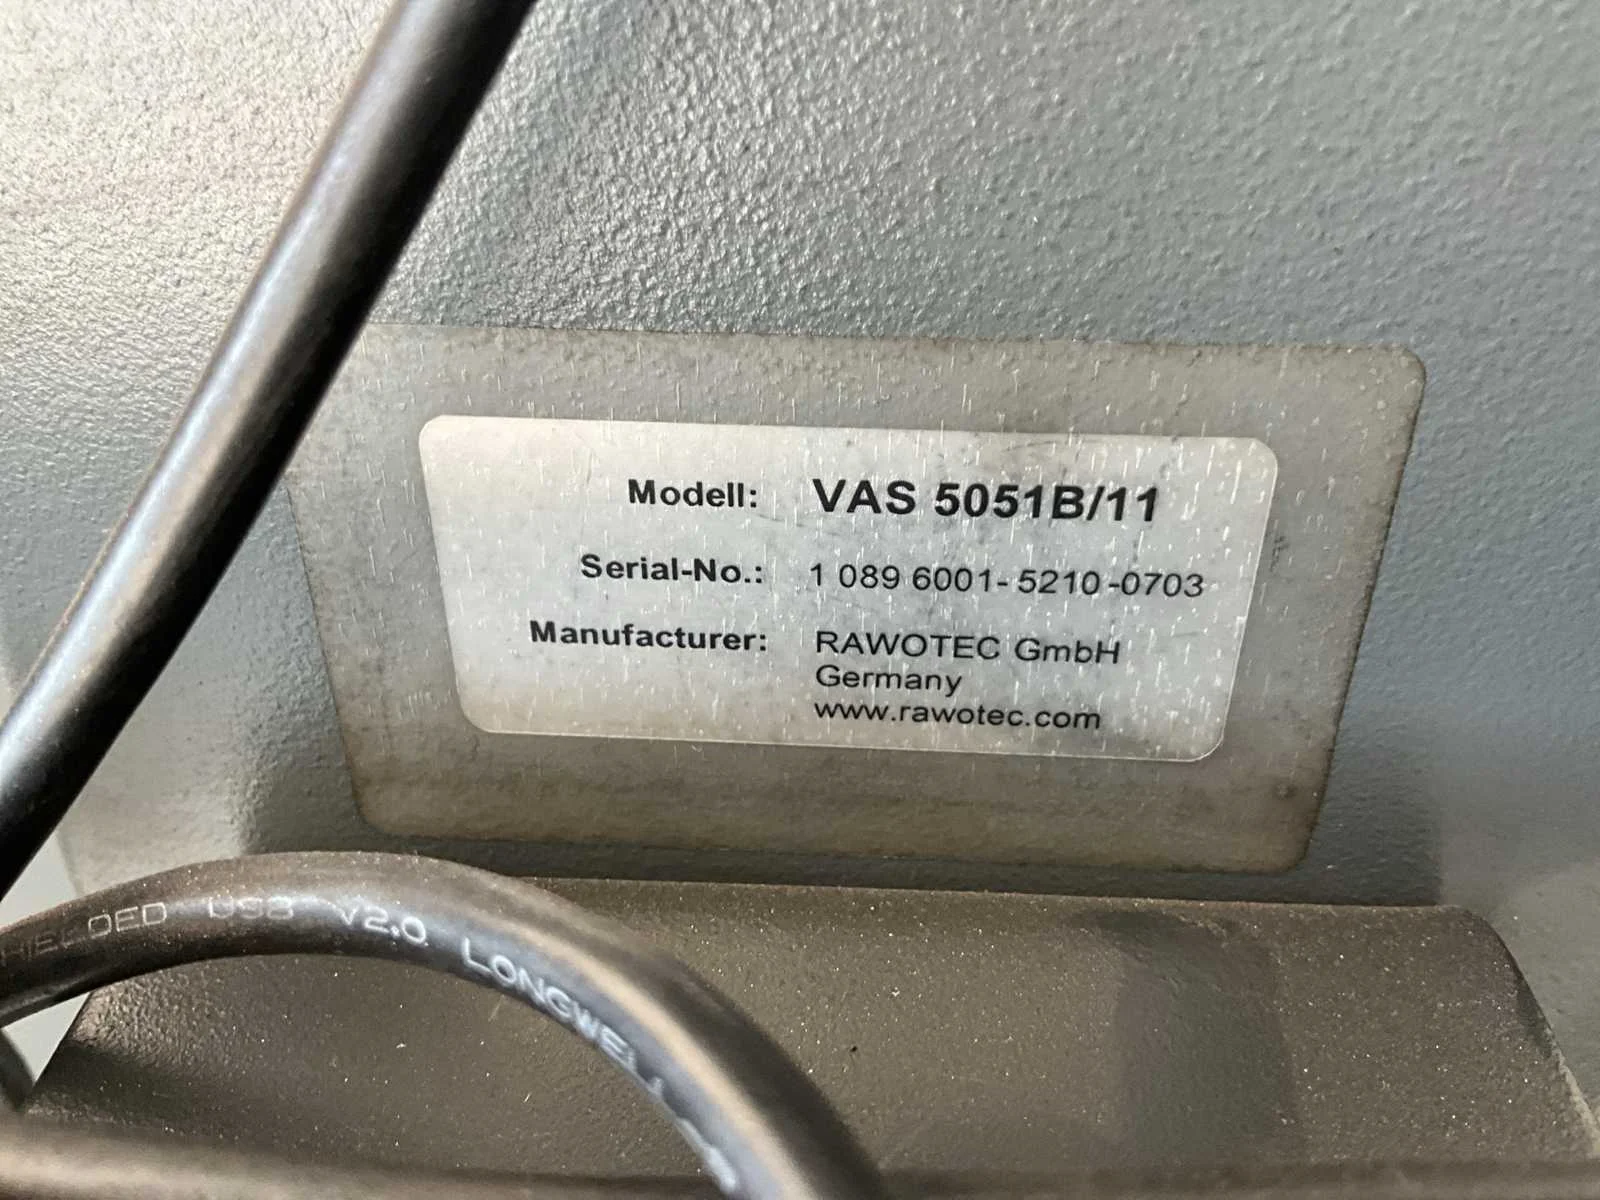 Modell: VAS 5051B/11
Serial-No.: 1 089 6001- 5210 -0703
Manufacturer: RAWOTEC GmbH
Germany
www.rawotec.com
USB V2.0 LONGWELL